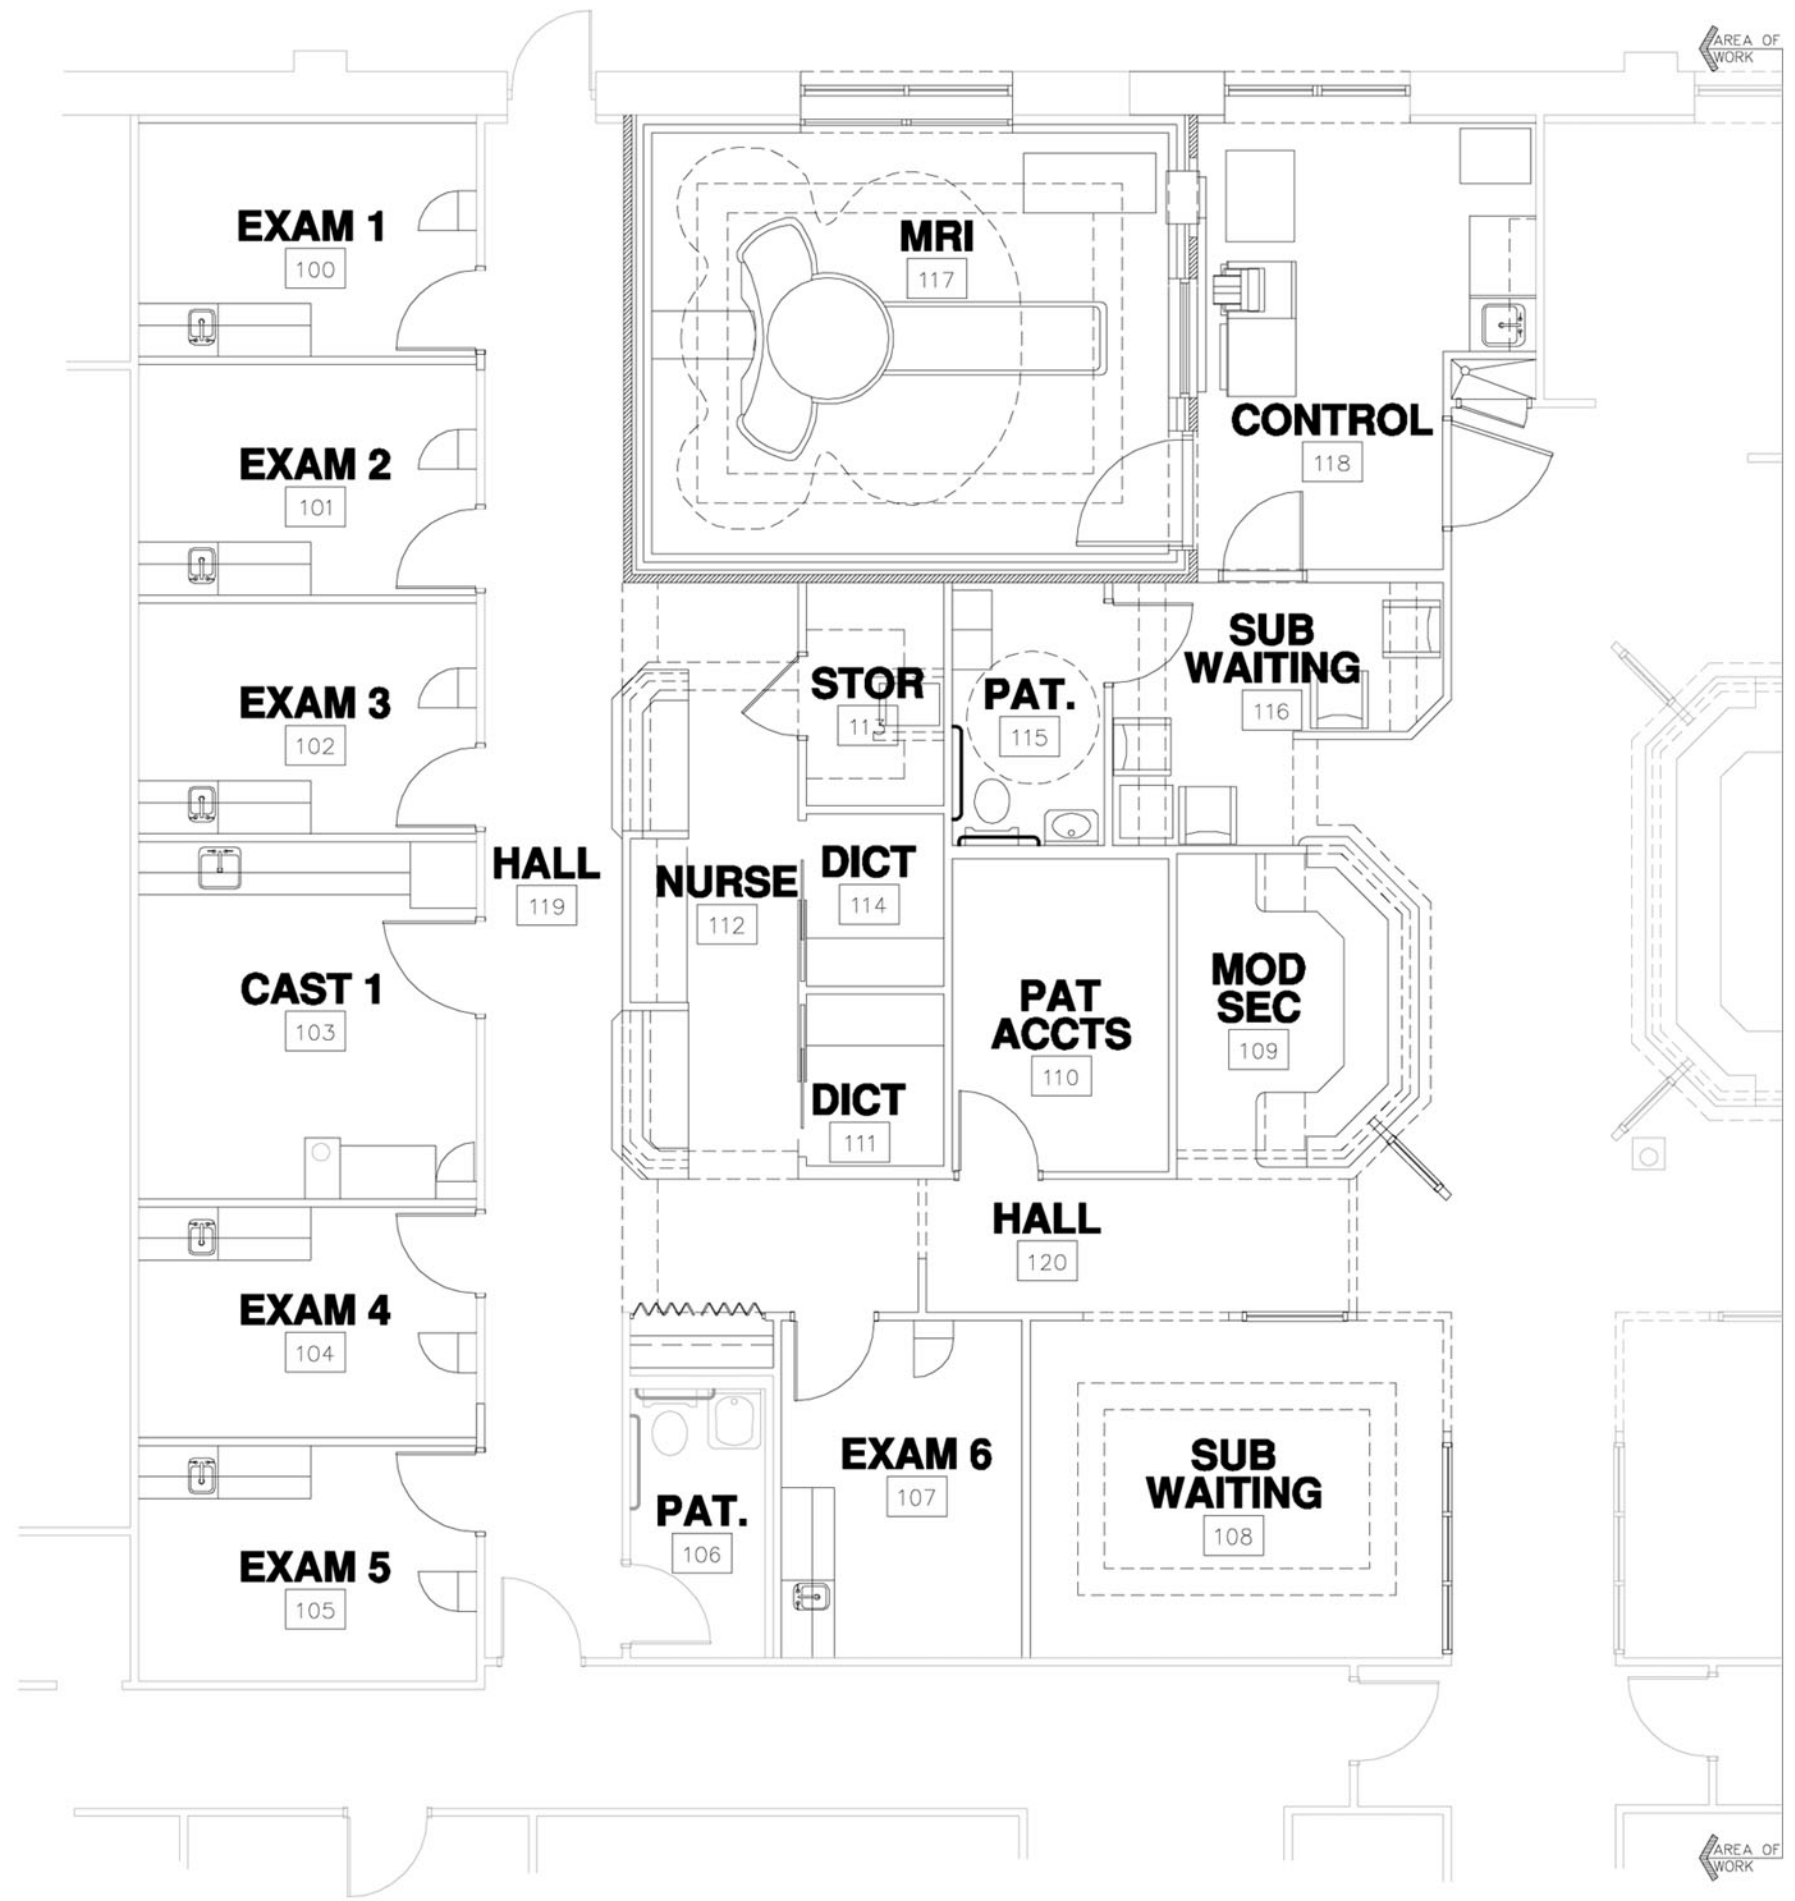 AREA OF
WORK
EXAM 1
100
MRI
117
CONTROL
118
EXAM 2
101
SUB
WAITING
116
EXAM 3
102
STOR
113
PAT.
115
HALL
119
NURSE
112
DICT
114
CAST 1
103
PAT
ACCTS
110
MOD
SEC
109
DICT
111
HALL
120
EXAM 4
104
EXAM 6
107
SUB
WAITING
108
PAT.
106
EXAM 5
105
AREA OF
WORK